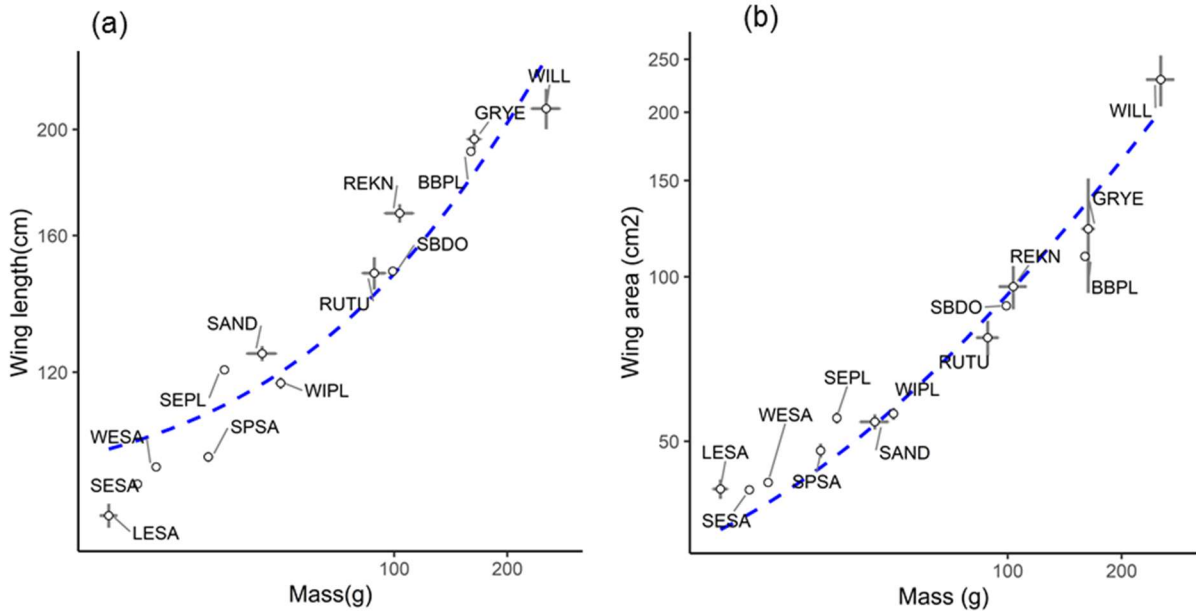 (a)
WILL
GRYE
200
REKN
BBPL
160
SBDO
RUTU
SAND
120
SEPL
WIPL
WESA
SPSA
SESA
LESA
100
200
Wing length(cm)
Mass(g)
(b)
250
200
WILL
150
GRYE
REKN
100
SBDO
BBPL
RUTU
SEPL
WIPL
WESA
50
LESA
SAND
SPSA
SESA
100
200
Wing area (cm2)
Mass (g)